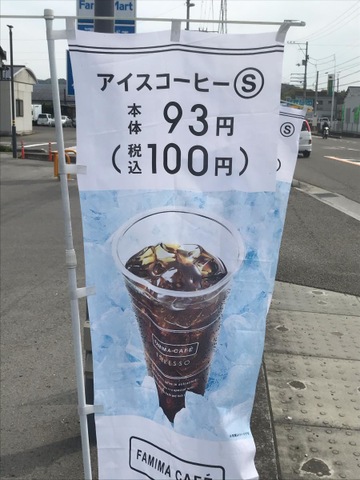 FamilyMart
アイスコーヒー Ⓢ
本体 93円
(税込 100円)
Ⓢ
FAMIMA CAFÉ
ESPRESSO
FAMIMA CAFÉ